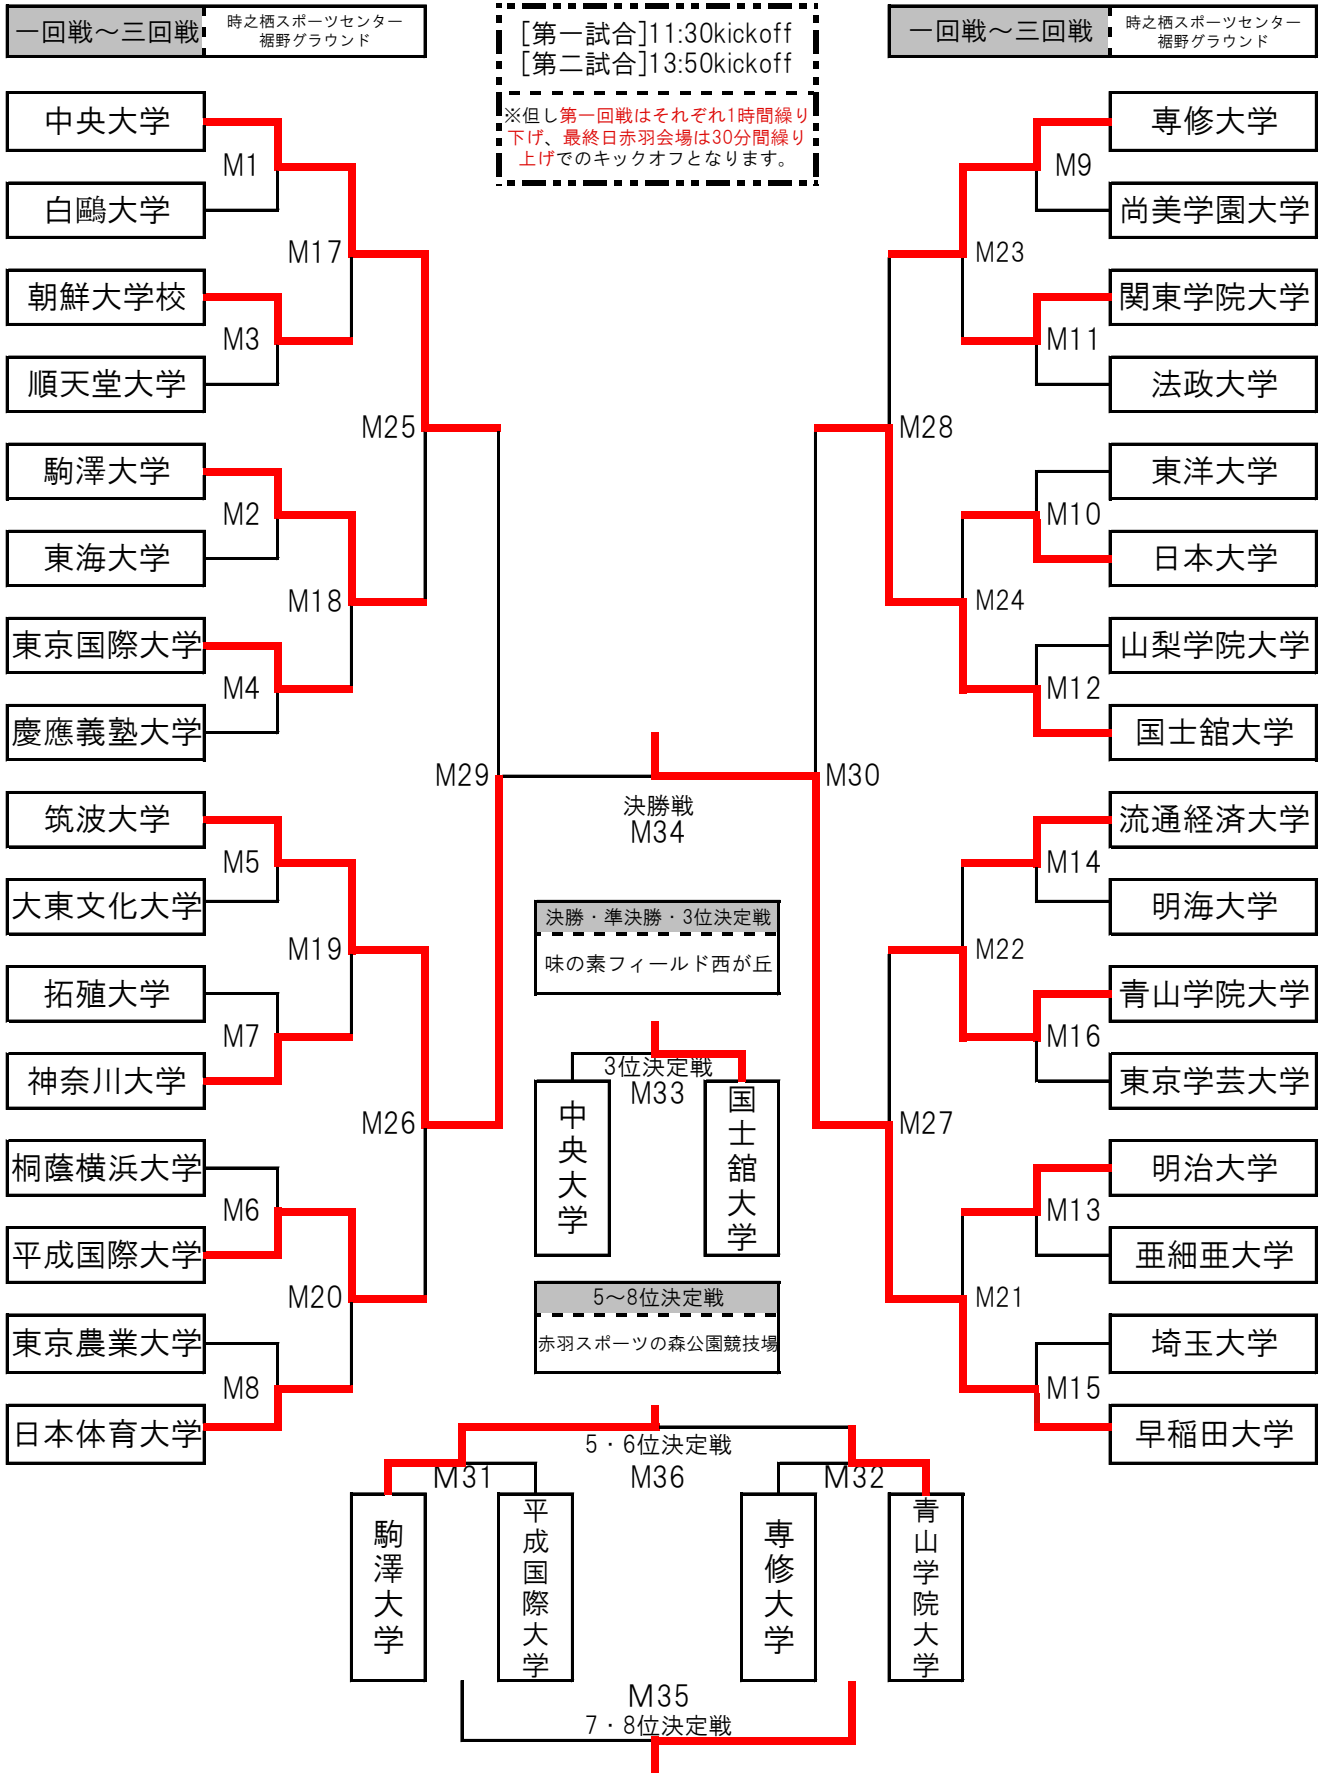 一回戦～三回戦
時之栖スポーツセンター
裾野グラウンド
[第一試合]11:30kickoff
[第二試合]13:50kickoff
※但し第一回戦はそれぞれ1時間繰り
下げ、最終日赤羽会場は30分間繰り
上げでのキックオフとなります。
一回戦～三回戦
時之栖スポーツセンター
裾野グラウンド
中央大学
M1
白鷗大学
M17
朝鮮大学校
M3
順天堂大学
M25
駒澤大学
M2
東海大学
M18
東京国際大学
M4
慶應義塾大学
M29
筑波大学
M5
大東文化大学
M19
拓殖大学
M7
神奈川大学
M26
桐蔭横浜大学
M6
平成国際大学
M20
東京農業大学
M8
日本体育大学
専修大学
M9
尚美学園大学
M23
関東学院大学
M11
法政大学
M28
東洋大学
M10
日本大学
M24
山梨学院大学
M12
国士舘大学
M30
流通経済大学
M14
明海大学
M22
青山学院大学
M16
東京学芸大学
M27
明治大学
M13
亜細亜大学
M21
埼玉大学
M15
早稲田大学
決勝戦
M34
決勝・準決勝・3位決定戦
味の素フィールド西が丘
3位決定戦
M33
中央大学
国士舘大学
5～8位決定戦
赤羽スポーツの森公園競技場
5・6位決定戦
M31
M36
M32
駒澤大学
平成国際大学
専修大学
青山学院大学
M35
7・8位決定戦